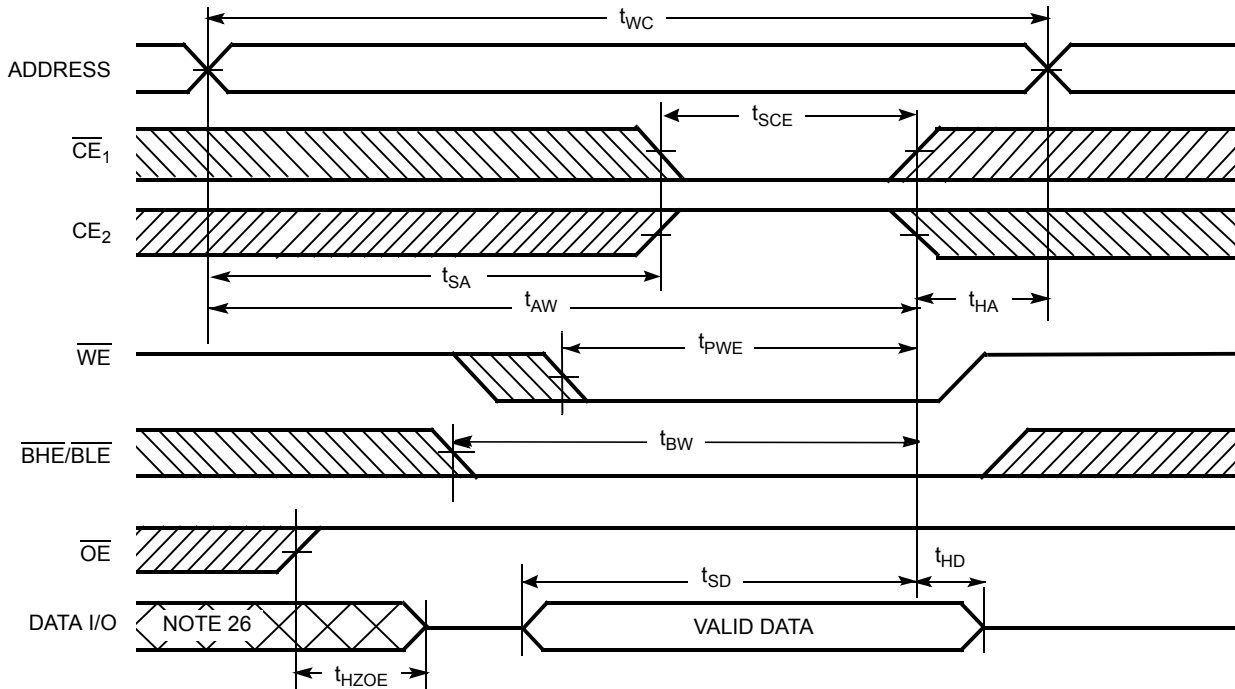 tWC
ADDRESS
tSCE
CE1
CE2
tSA
tAW
tHA
WE
tPWE
BHE/BLE
tBW
OE
tHD
tSD
DATA I/O
NOTE 26
VALID DATA
tHZOE